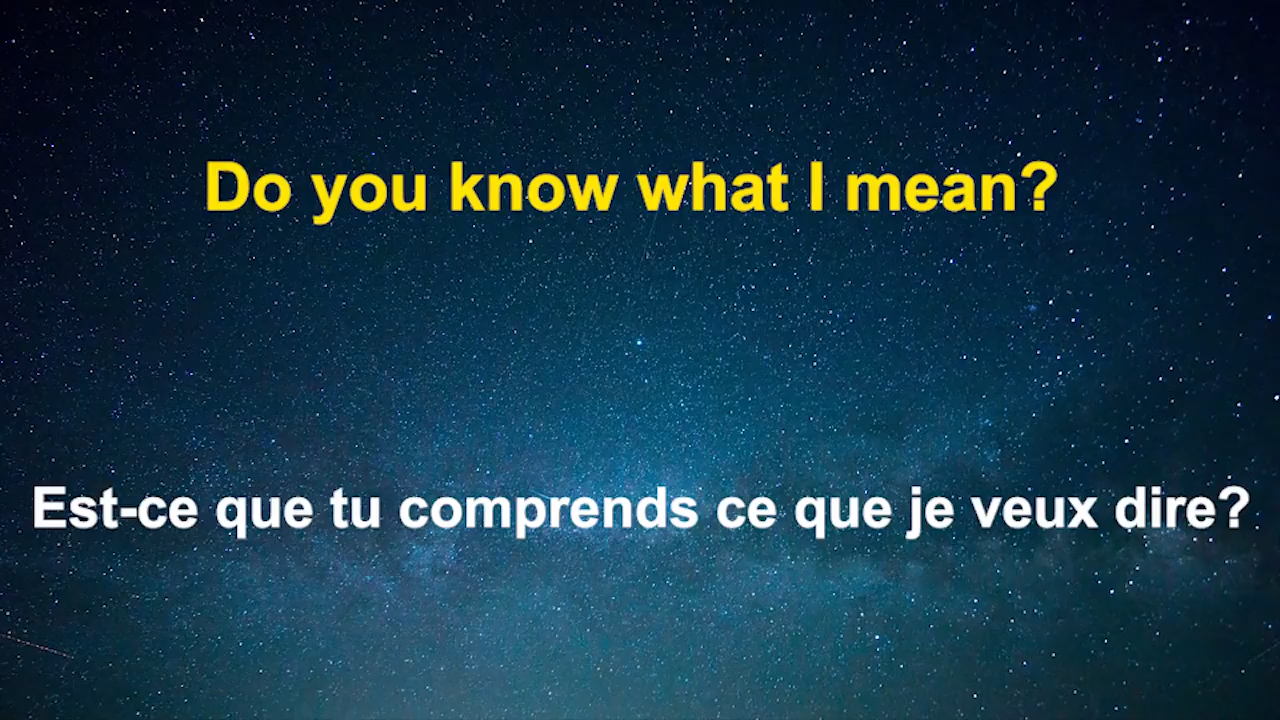 Do you know what I mean?
Est-ce que tu comprends ce que je veux dire?